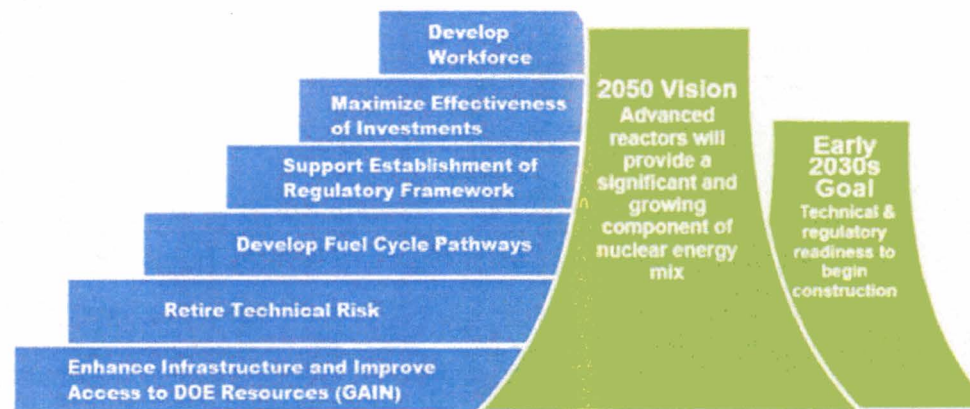 Develop
Workforce
Maximize Effectiveness
of Investments
Support Establishment of
Regulatory Framework
Develop Fuel Cycle Pathways
Retire Technical Risk
Enhance Infrastructure and Improve
Access to DOE Resources (GAIN)
2050 Vision
Advanced
reactors will
provide a
significant and
growing
component of
nuclear energy
mix
Early
2030s
Goal
Technical &
regulatory
readiness to
begin
construction